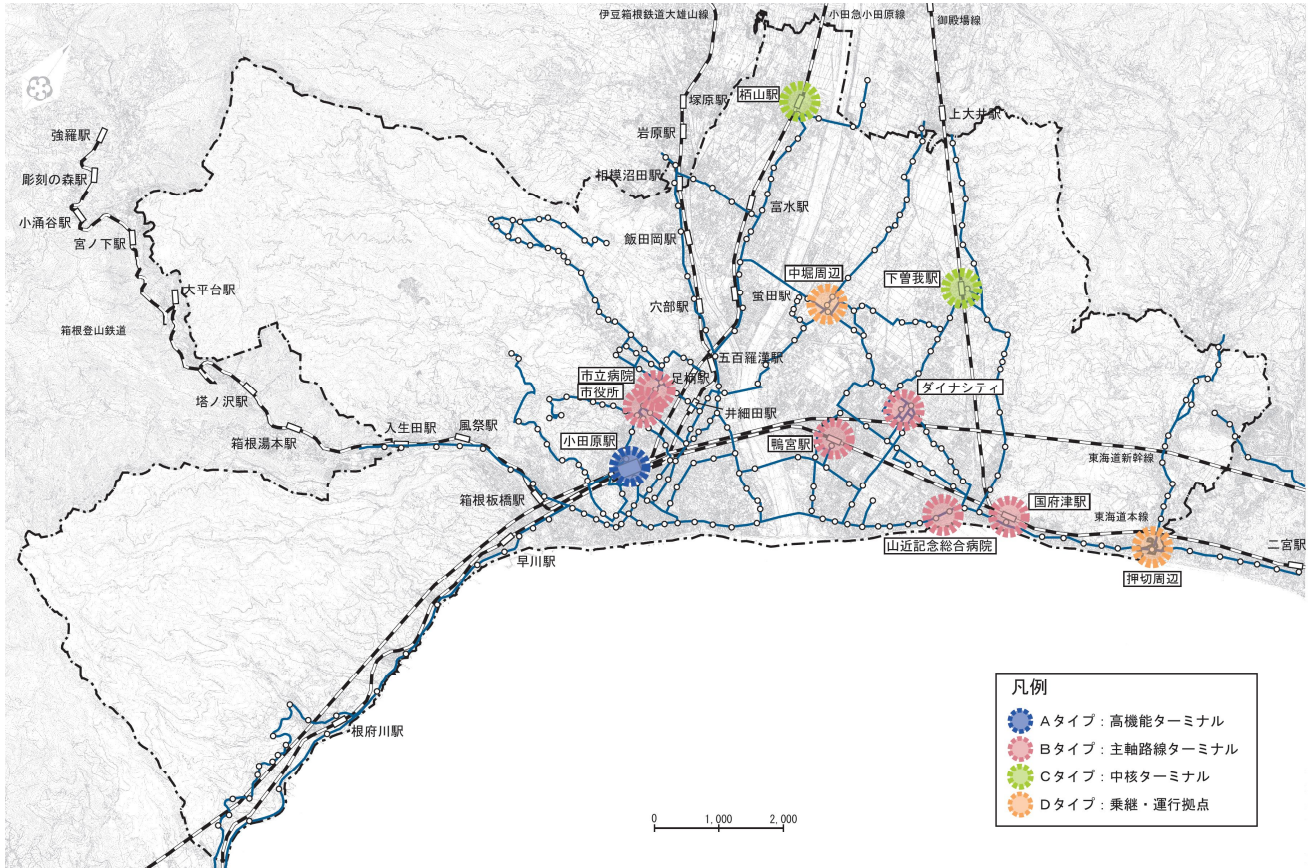 伊豆箱根鉄道大雄山線
小田急小田原線
御殿場線
栢山駅
塚原駅
上大井駅
強羅駅
岩原駅
彫刻の森駅
相模沼田駅
小涌谷駅
富水駅
宮ノ下駅
飯田岡駅
中堀周辺
下曽我駅
大平台駅
穴部駅
蛍田駅
箱根登山鉄道
五百羅漢駅
市立病院
足柄駅
市役所
ダイナシティ
塔ノ沢駅
井細田駅
入生田駅
風祭駅
小田原駅
鴨宮駅
箱根湯本駅
東海道新幹線
箱根板橋駅
国府津駅
東海道本線
山近記念総合病院
二宮駅
早川駅
押切周辺
根府川駅
凡例
Aタイプ：高機能ターミナル
Bタイプ：主軸路線ターミナル
Cタイプ：中核ターミナル
Dタイプ：乗継・運行拠点
0 1,000 2,000